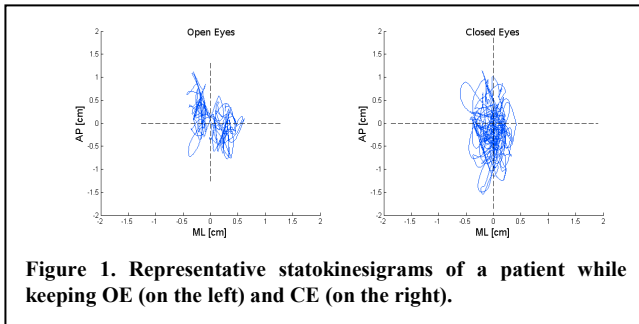 Open Eyes
2
1.5
1
0.5
0
-0.5
-1
-1.5
-2
AP [cm]
-2 -1.5 -1 -0.5 0 0.5 1 1.5 2
ML [cm]
Closed Eyes
2
1.5
1
0.5
0
-0.5
-1
-1.5
-2
AP [cm]
-2 -1.5 -1 -0.5 0 0.5 1 1.5 2
ML [cm]
Figure 1. Representative statokinesigrams of a patient while
keeping OE (on the left) and CE (on the right).